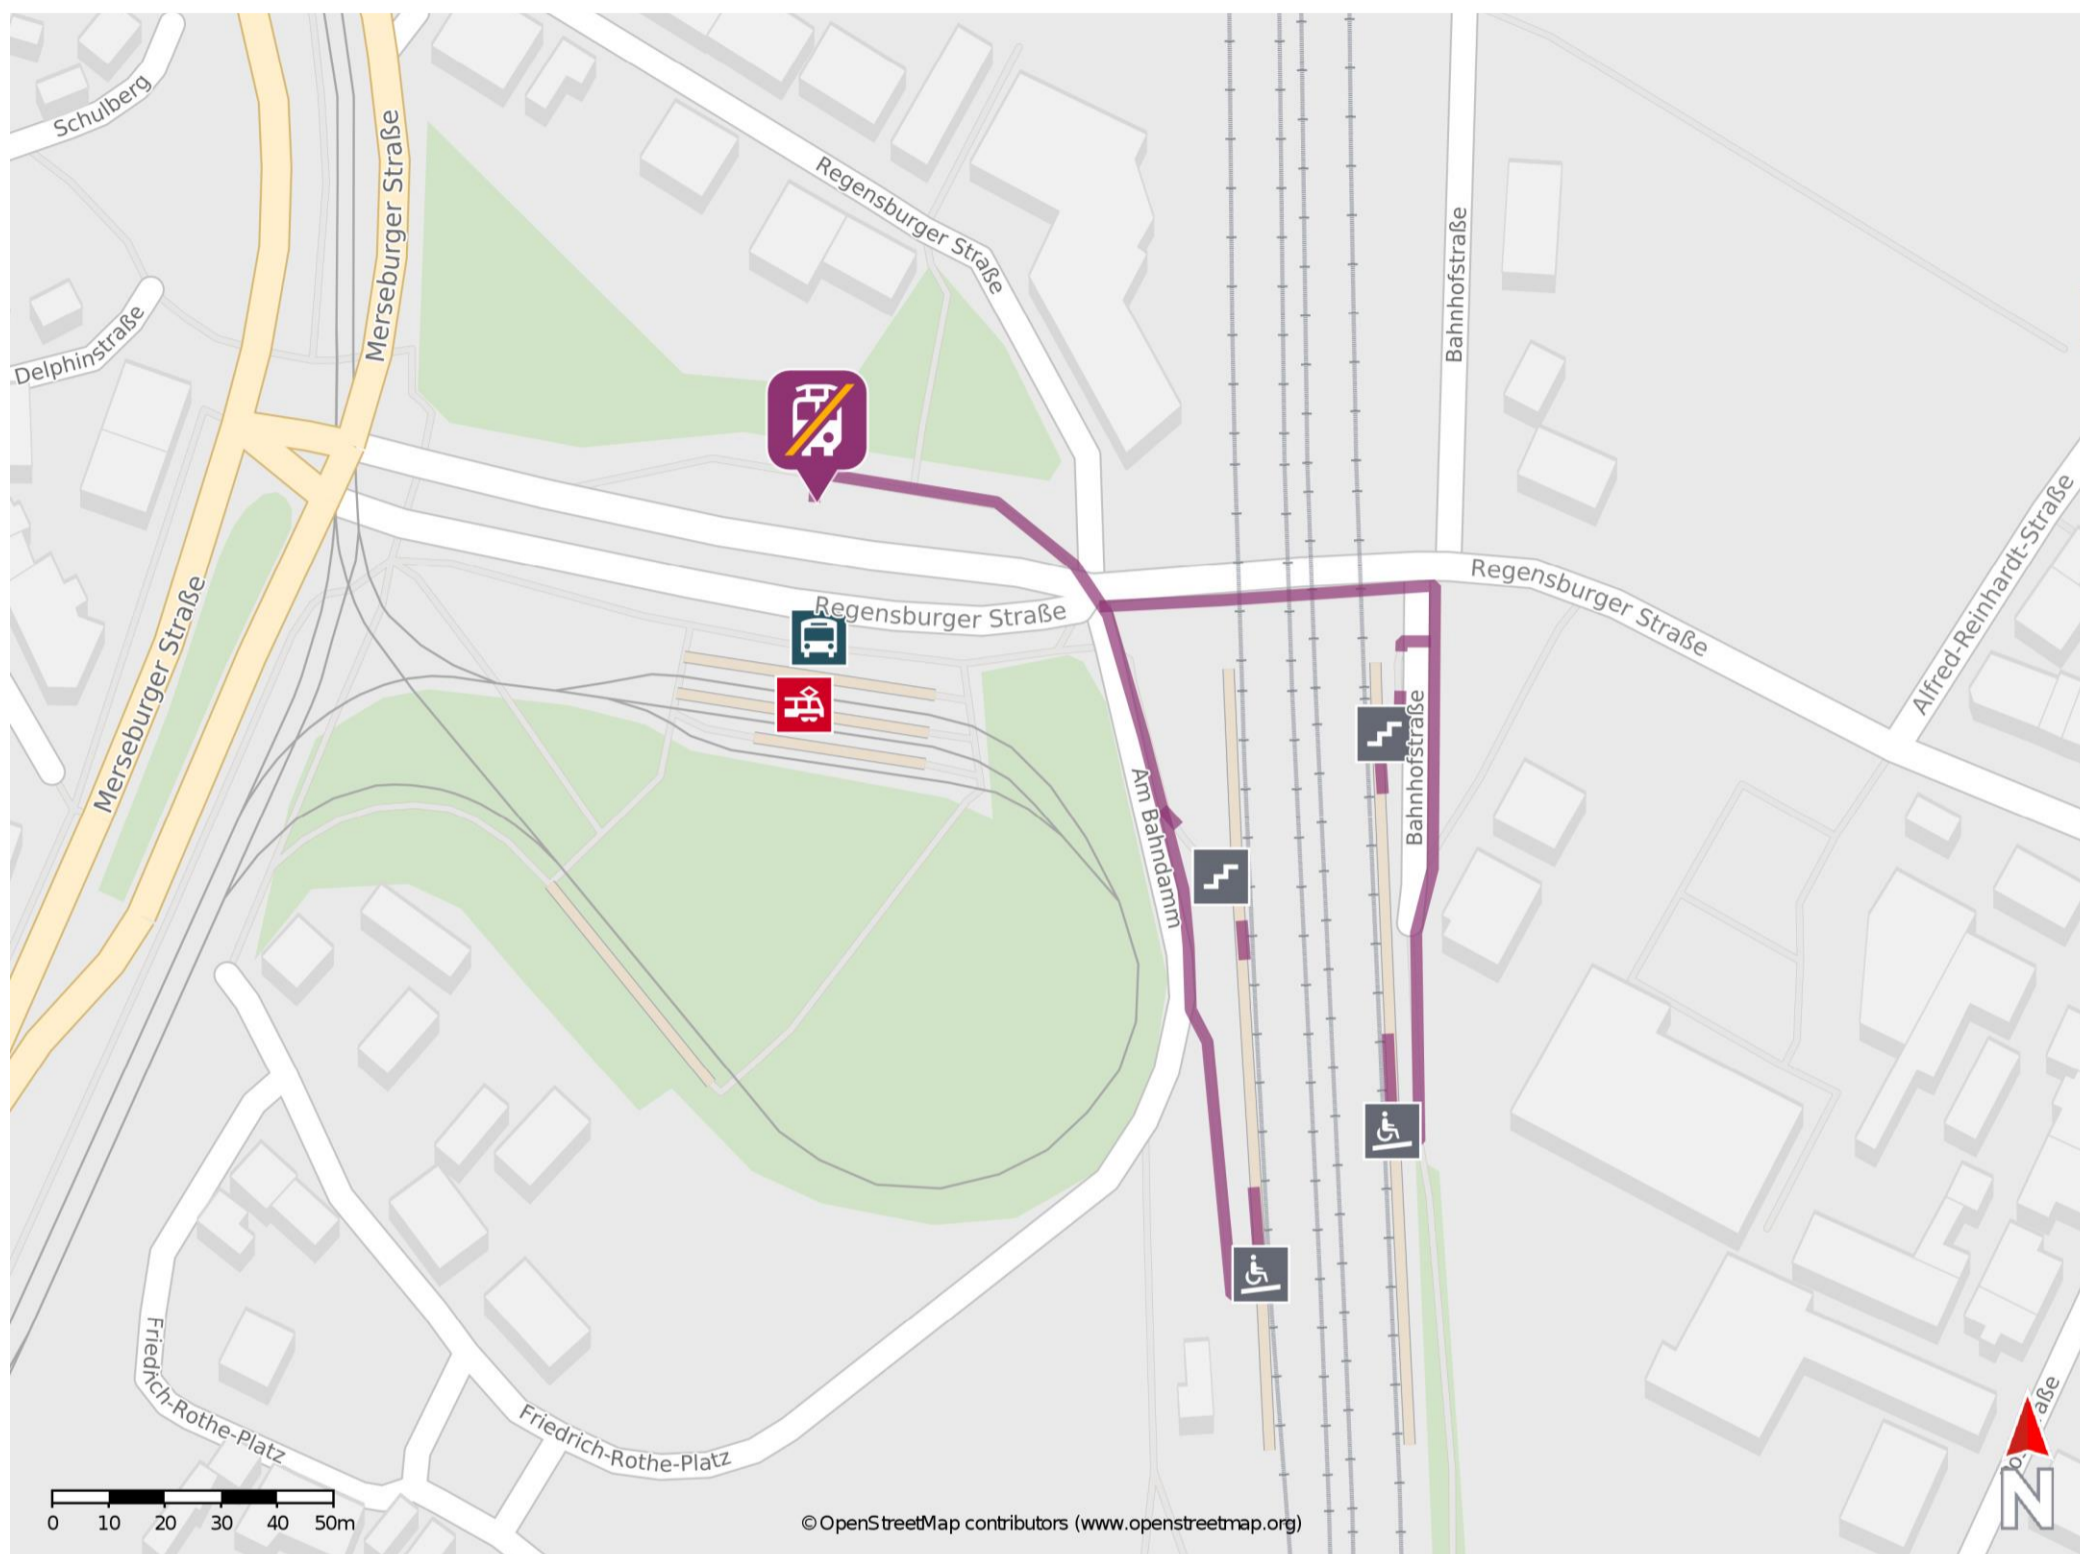 Schulberg
Merseburger Straße
Regensburger Straße
Bahnhofstraße
Delphinstraße
Alfred-Reinhardt-Straße
Regensburger Straße
Regensburger Straße
Merseburger Straße
Bahnhofstraße
Am Bahndamm
Friedrich-Rothe-Platz
Friedrich-Rothe-Platz
aße
N
0 10 20 30 40 50m
© OpenStreetMap contributors (www.openstreetmap.org)